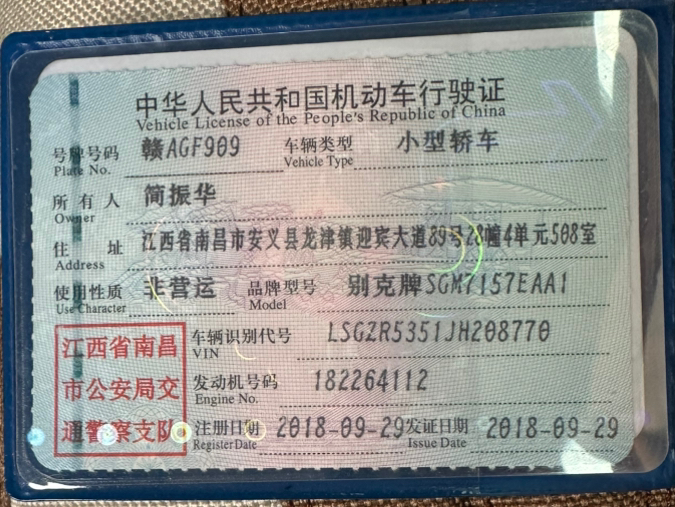 中华人民共和国机动车行驶证
Vehicle License of the People's Republic of China
号牌号码 赣AGF909 车辆类型 小型轿车
Plate No. Vehicle Type
所有人 简振华
Owner
住址 江西省南昌市安义县龙津镇迎宾大道89号28幢4单元508室
Address
使用性质 非营运 品牌型号 别克牌SGM7157EAA1
Use Character Model
江西省南昌 车辆识别代号 LSGZR5351JH208770
VIN
市公安局交 发动机号码 182264112
Engine No.
通警察支队 注册日期 2018-09-29 发证日期 2018-09-29
Register Date Issue Date